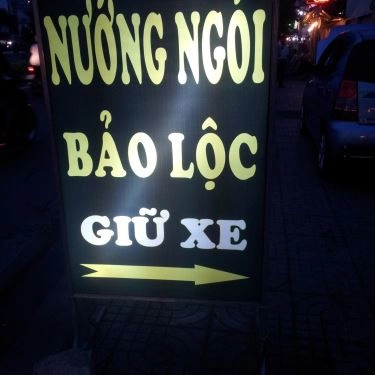 NƯỚNG NGÓI
BẢO LỘC
GIỮ XE